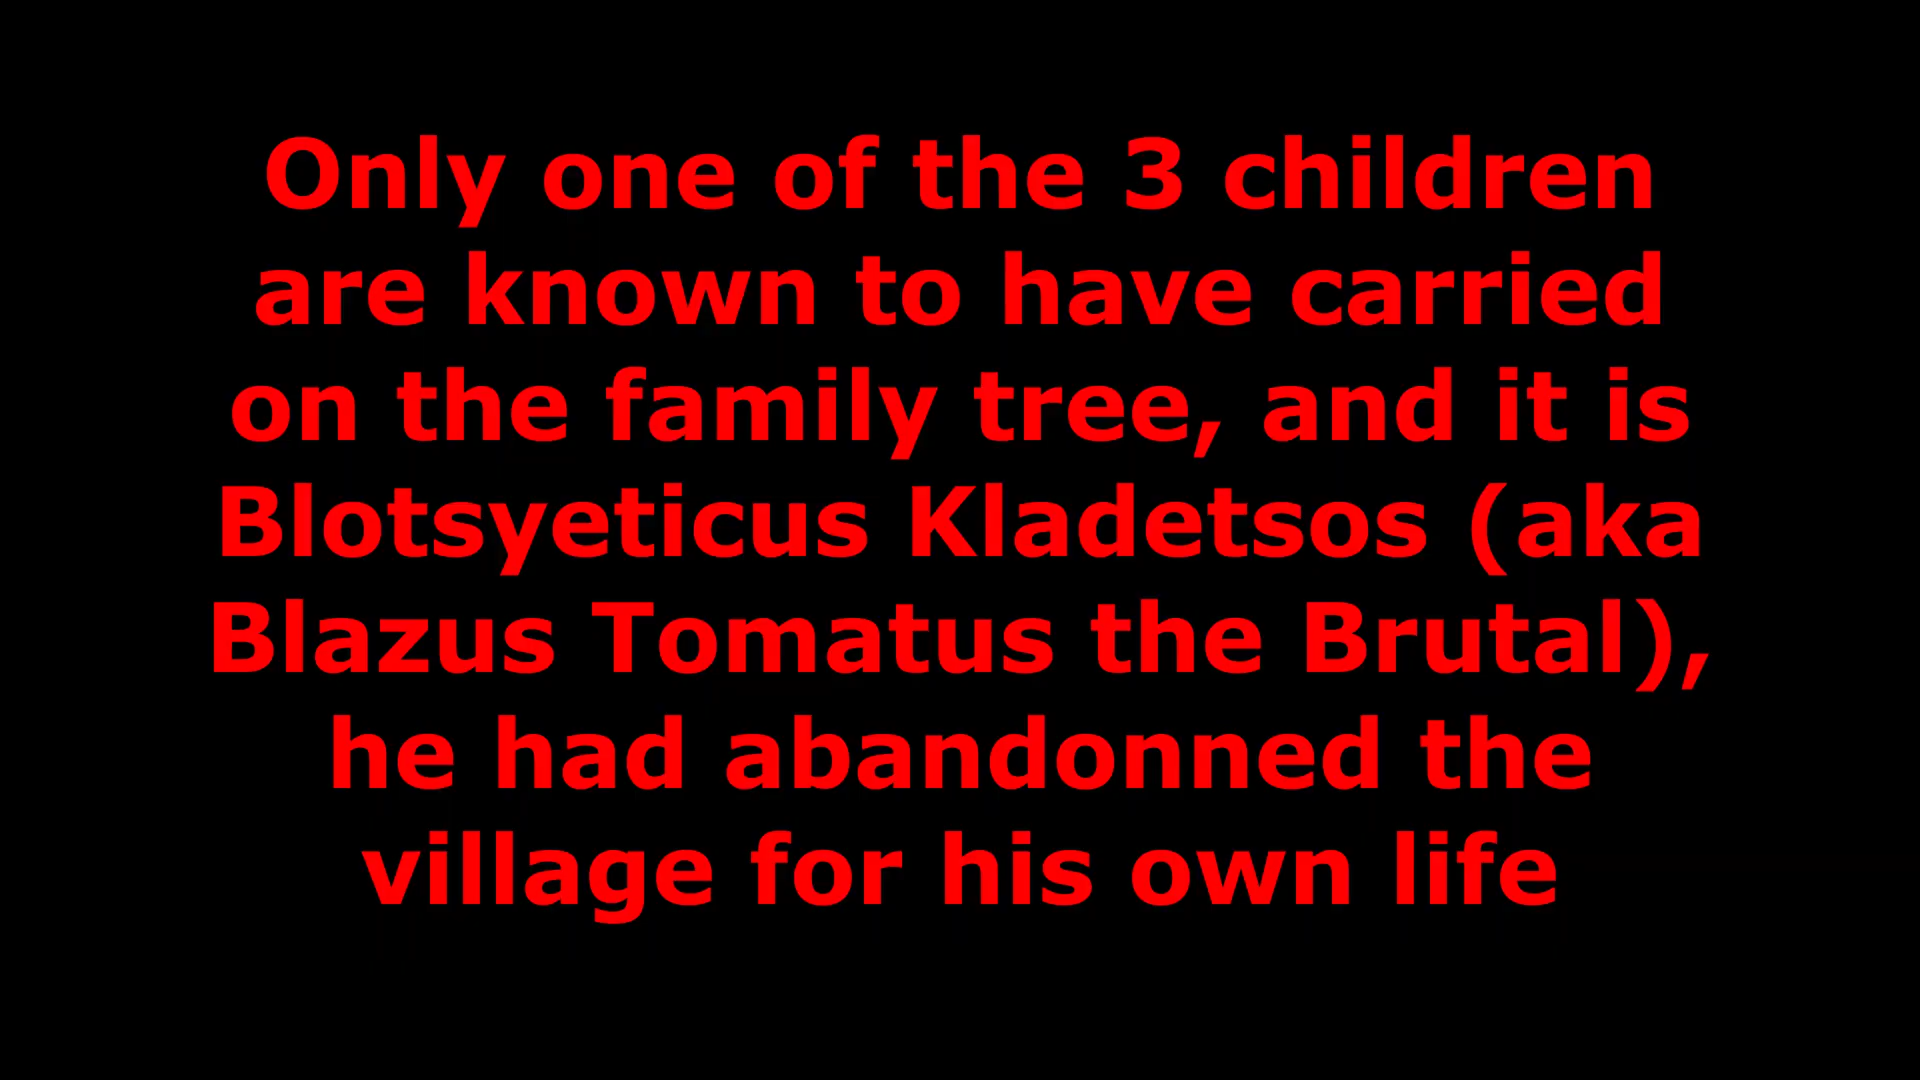 Only one of the 3 children
are known to have carried
on the family tree, and it is
Blotsyeticus Kladetsos (aka
Blazus Tomatus the Brutal),
he had abandonned the
village for his own life